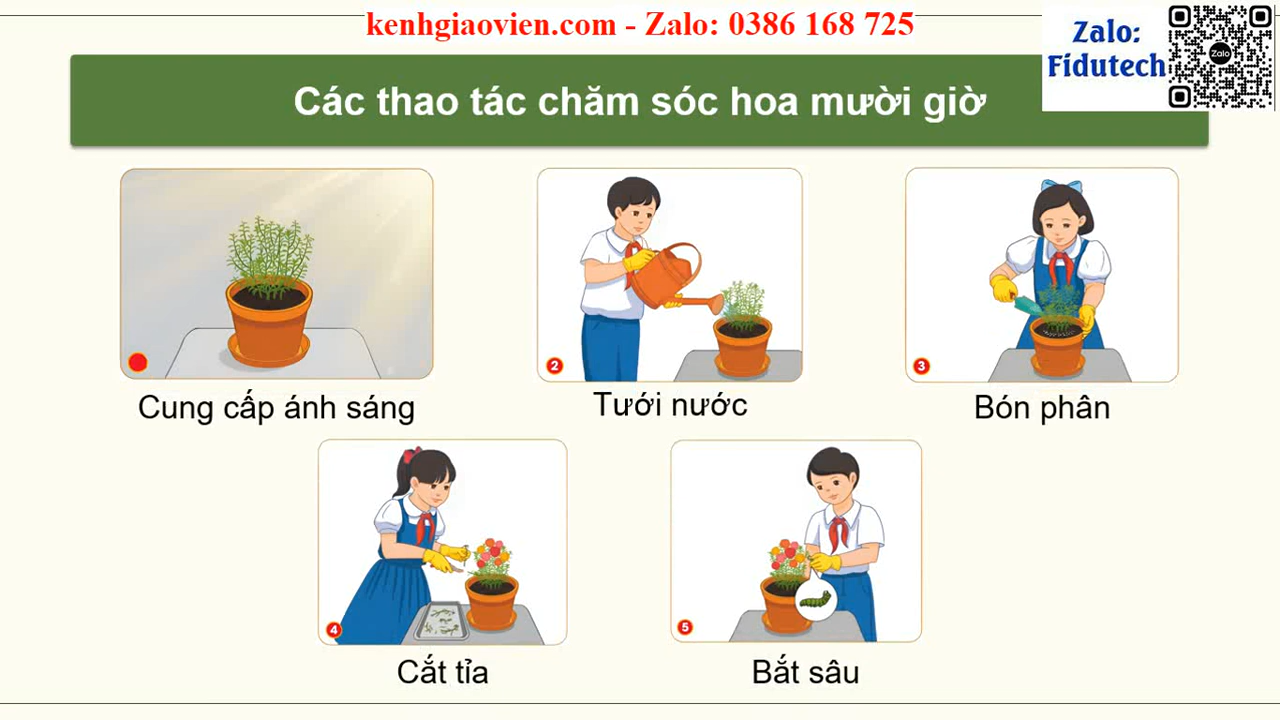 kenhgiaovien.com - Zalo: 0386 168 725
Zalo:
Fidutech
Zalo
Các thao tác chăm sóc hoa mười giờ
Cung cấp ánh sáng
2
Tưới nước
3
Bón phân
4
Cắt tỉa
5
Bắt sâu